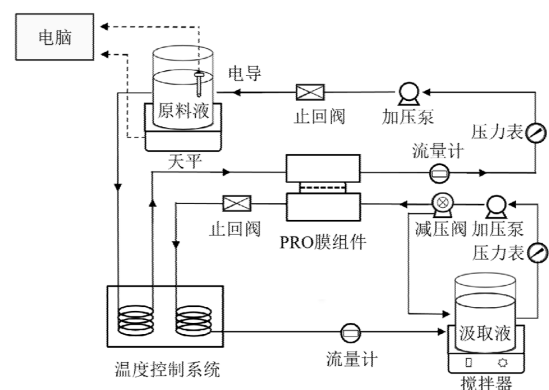 电脑
电导
原料液
止回阀
加压泵
压力表
天平
流量计
止回阀
PRO膜组件
减压阀
加压泵
压力表
汲取液
温度控制系统
流量计
搅拌器